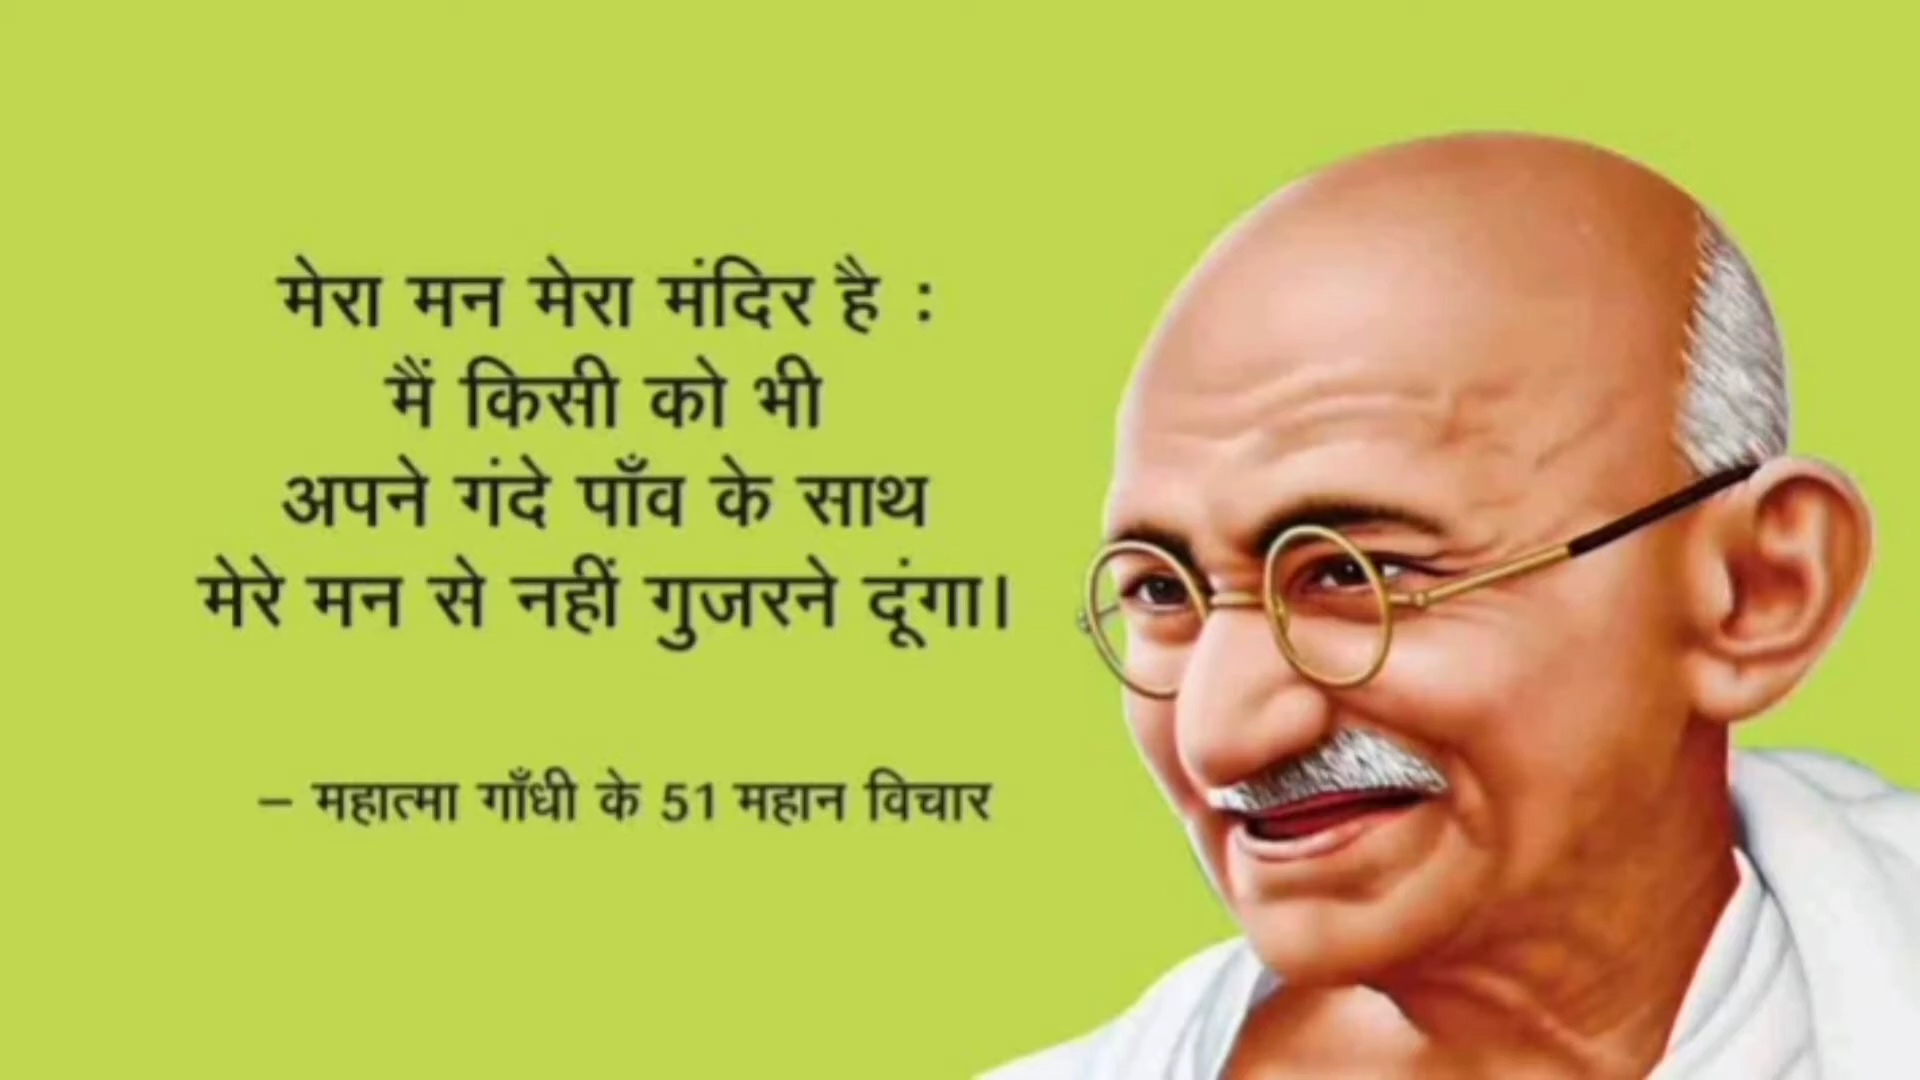 मेरा मन मेरा मंदिर है :
मैं किसी को भी
अपने गंदे पाँव के साथ
मेरे मन से नहीं गुजरने दूंगा।
– महात्मा गाँधी के 51 महान विचार